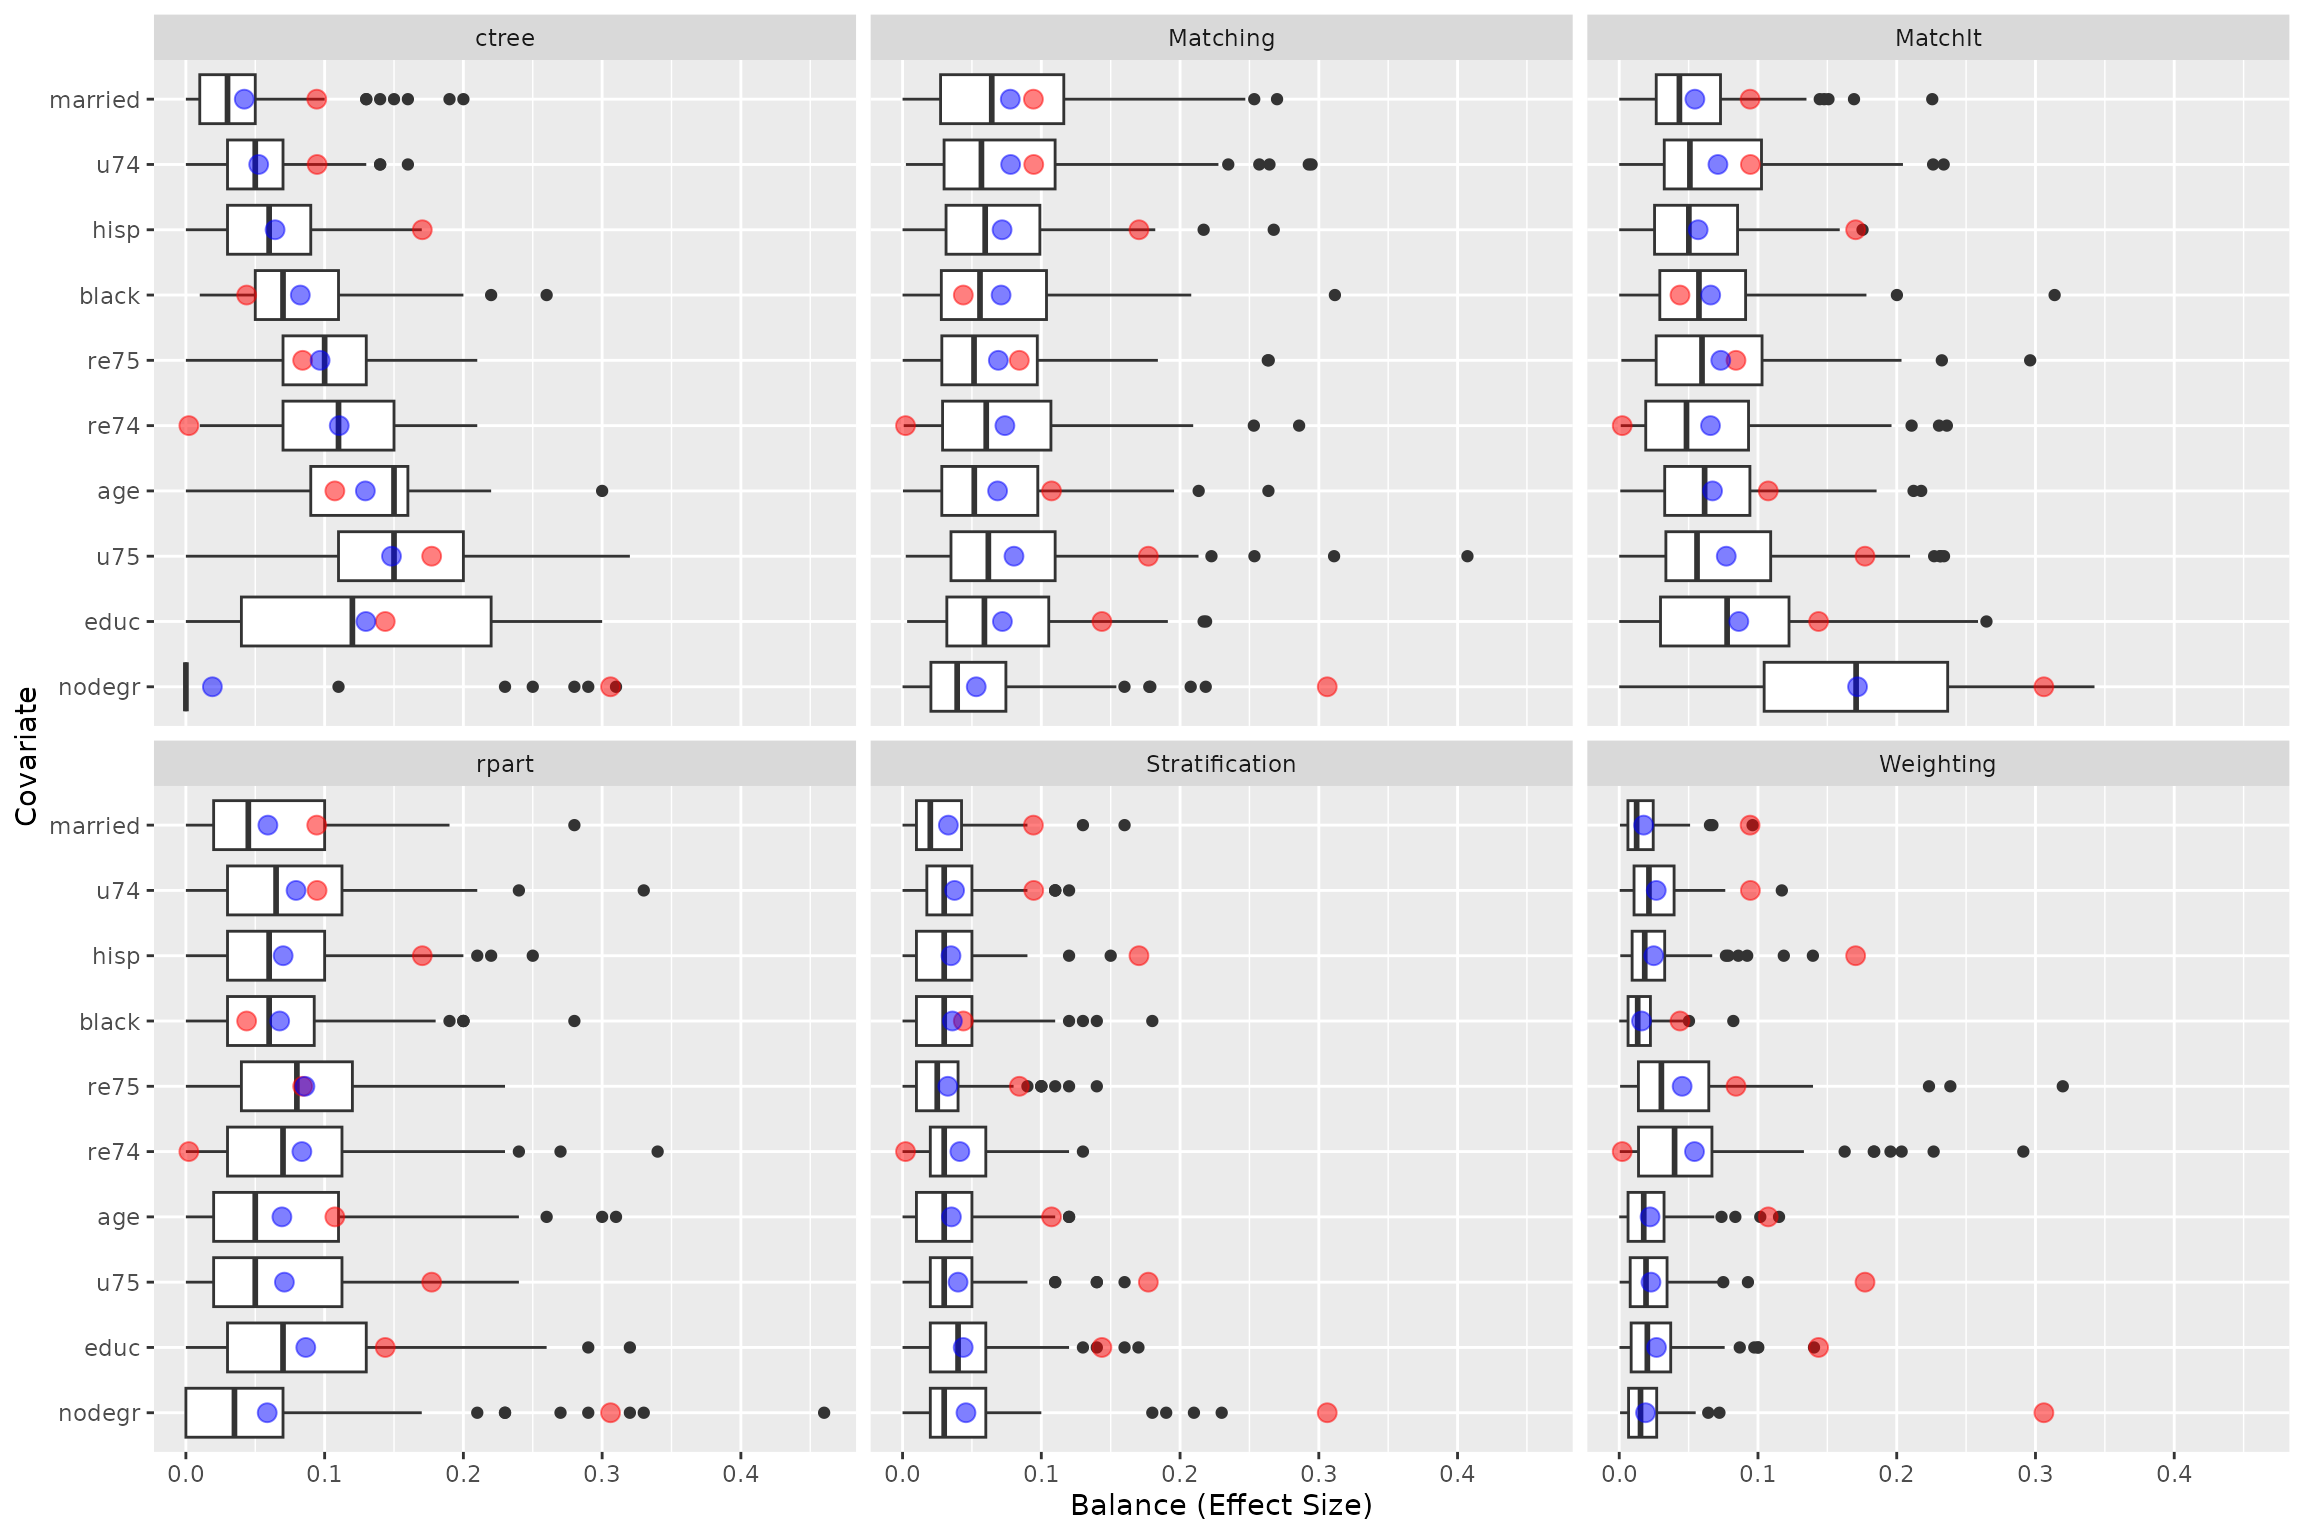 ctree
Matching
MatchIt
married
u74
hisp
black
re75
re74
age
u75
educ
nodegr
rpart
Stratification
Weighting
married
u74
hisp
black
re75
re74
age
u75
educ
nodegr
0.0 0.1 0.2 0.3 0.4
0.0 0.1 0.2 0.3 0.4
0.0 0.1 0.2 0.3 0.4
Balance (Effect Size)
Covariate